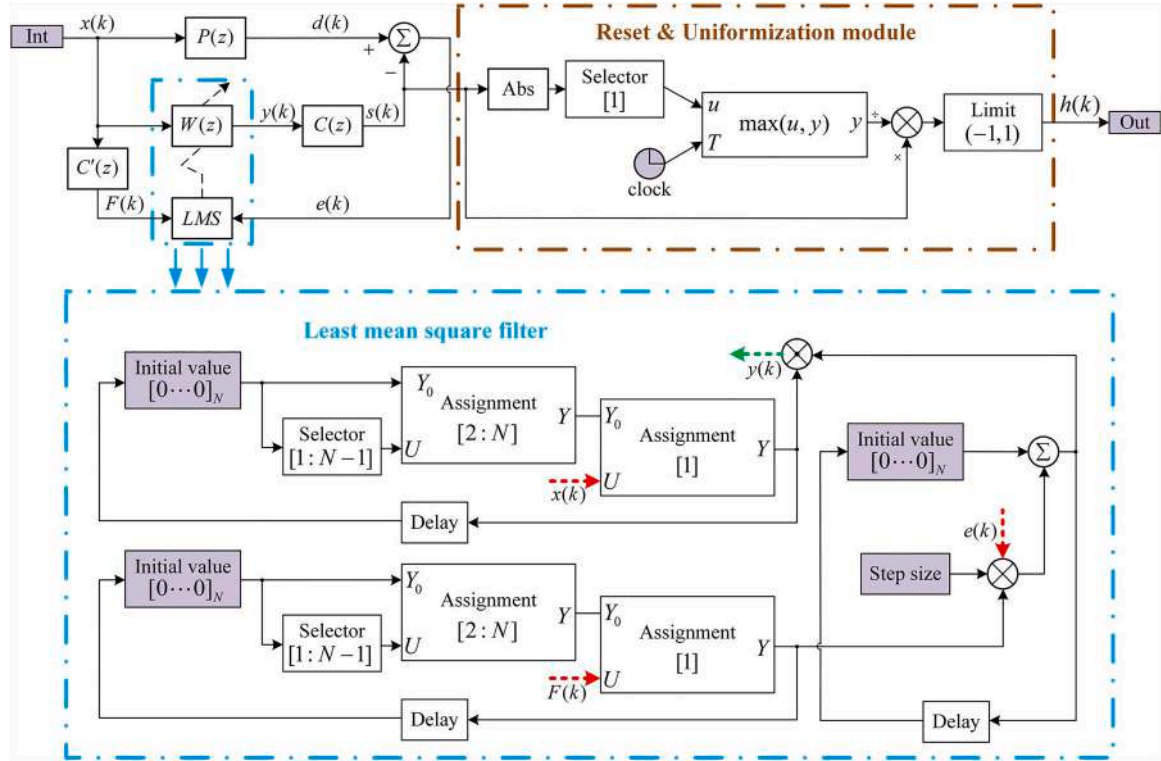 Int
x(k)
P(z)
d(k)
Σ
+
−
W(z)
y(k)
C(z)
s(k)
C′(z)
F(k)
LMS
e(k)
Reset & Uniformization module
Abs
Selector
[1]
u
T
max(u, y)
y
÷
×
clock
Limit
(−1,1)
h(k)
Out
Least mean square filter
Initial value
[0⋯0]N
Selector
[1:N−1]
Y0
U
Assignment
[2:N]
Y
Y0
U
Assignment
[1]
Y
x(k)
y(k)
Delay
Initial value
[0⋯0]N
Σ
e(k)
Step size
Delay
Initial value
[0⋯0]N
Selector
[1:N−1]
Y0
U
Assignment
[2:N]
Y
Y0
U
Assignment
[1]
Y
F(k)
Delay